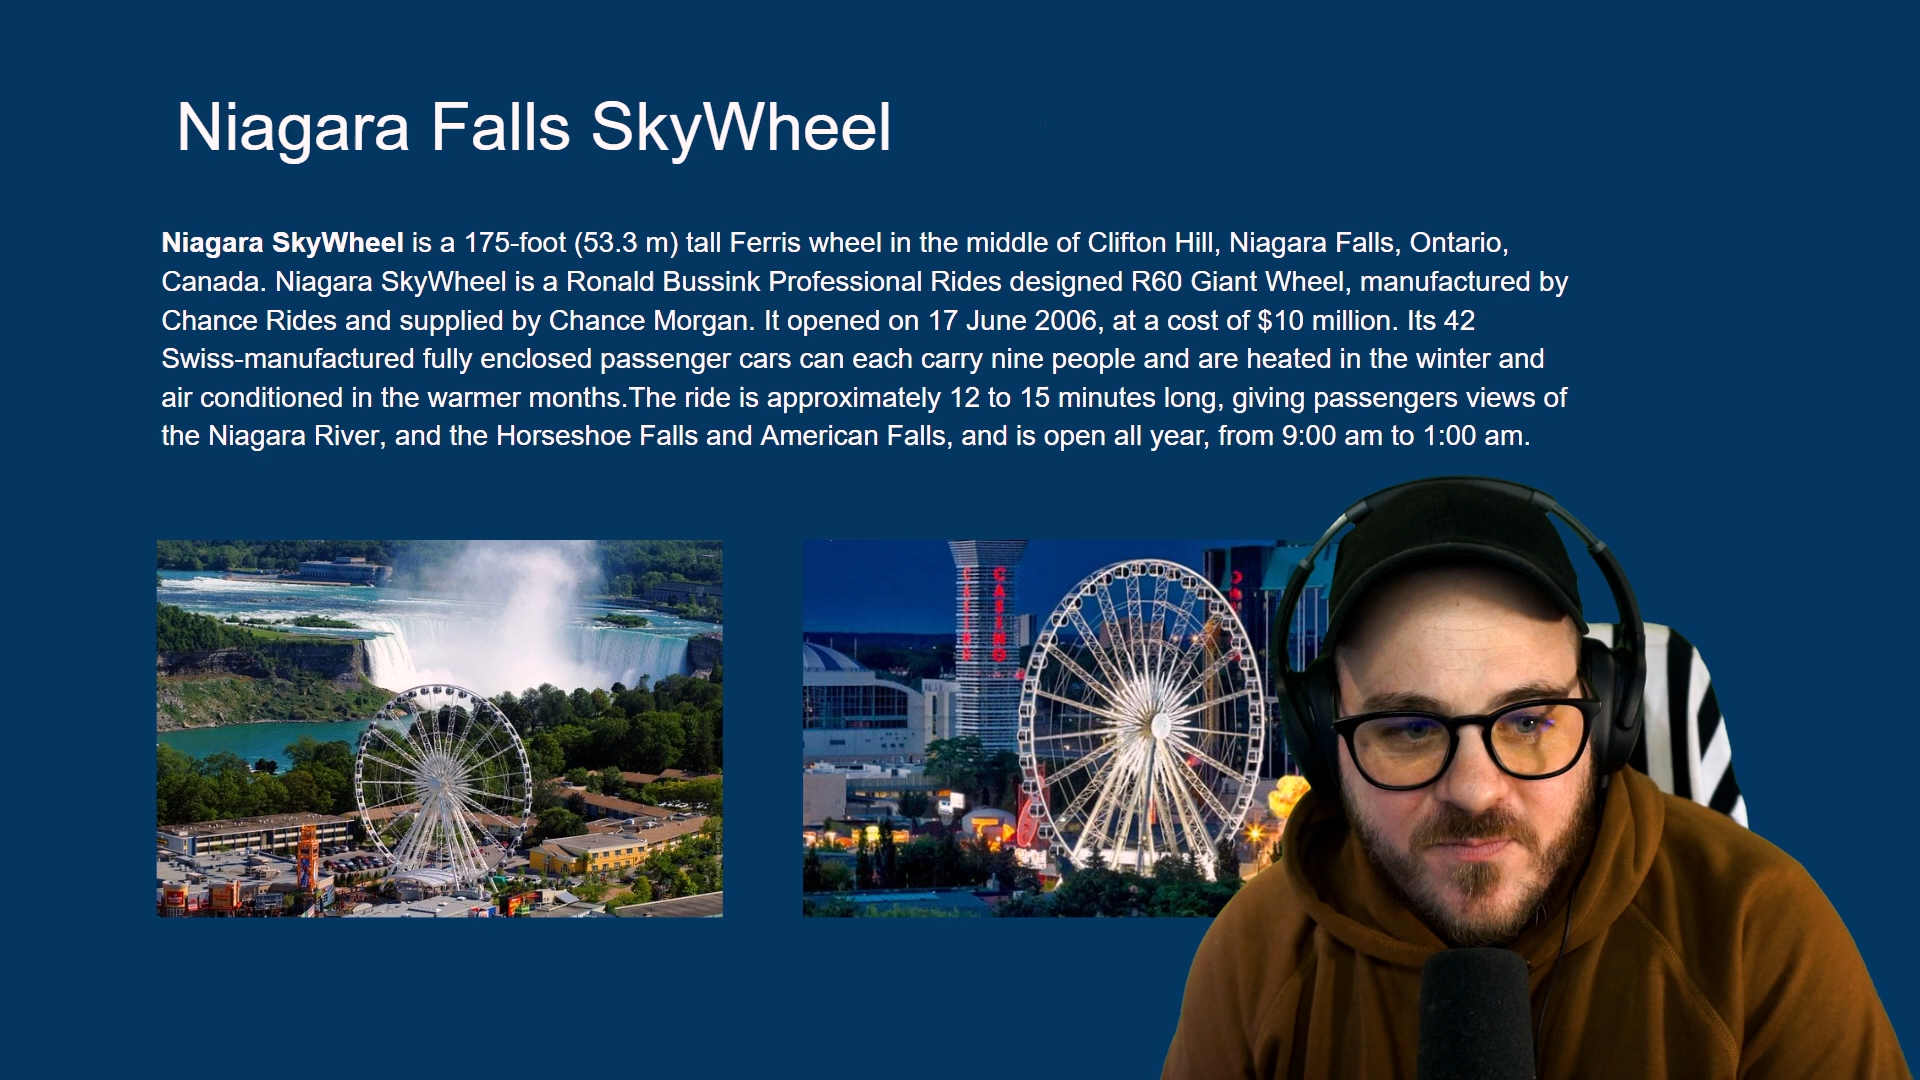 Niagara Falls SkyWheel
Niagara SkyWheel is a 175-foot (53.3 m) tall Ferris wheel in the middle of Clifton Hill, Niagara Falls, Ontario,
Canada. Niagara SkyWheel is a Ronald Bussink Professional Rides designed R60 Giant Wheel, manufactured by
Chance Rides and supplied by Chance Morgan. It opened on 17 June 2006, at a cost of $10 million. Its 42
Swiss-manufactured fully enclosed passenger cars can each carry nine people and are heated in the winter and
air conditioned in the warmer months.The ride is approximately 12 to 15 minutes long, giving passengers views of
the Niagara River, and the Horseshoe Falls and American Falls, and is open all year, from 9:00 am to 1:00 am.
CASINO
CASINO